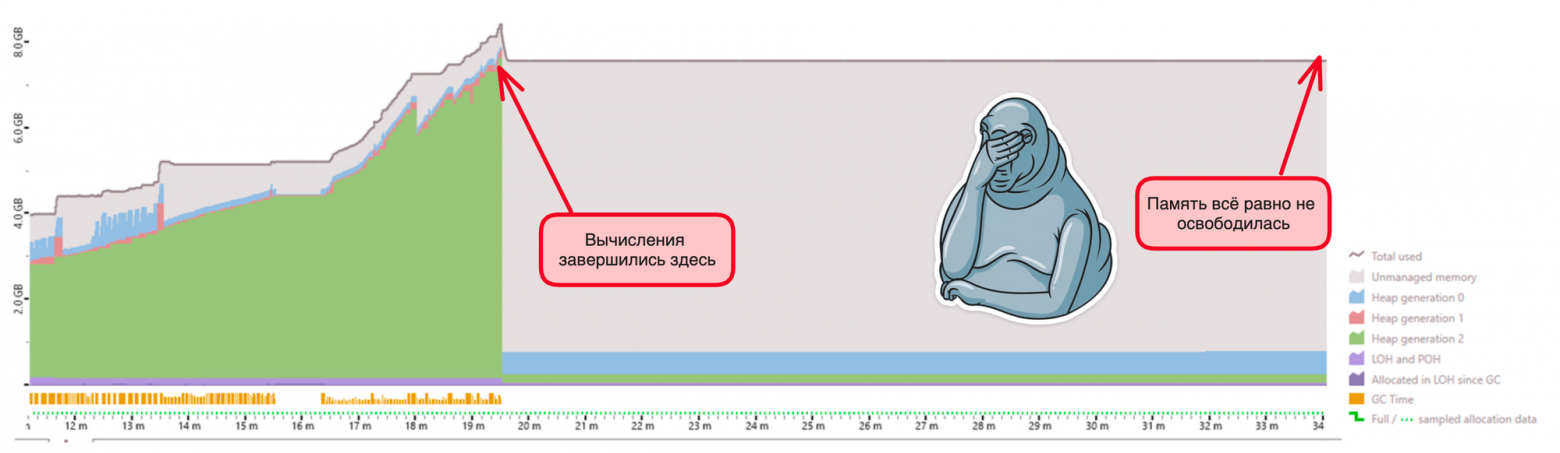 8.0 GB
6.0 GB
4.0 GB
2.0 GB
Вычисления
завершились здесь
Память всё равно не
освободилась
Total used
Unmanaged memory
Heap generation 0
Heap generation 1
Heap generation 2
LOH and POH
Allocated in LOH since GC
GC Time
Full / sampled allocation data
12 m 13 m 14 m 15 m 16 m 17 m 18 m 19 m 20 m 21 m 22 m 23 m 24 m 25 m 26 m 27 m 28 m 29 m 30 m 31 m 32 m 33 m 34